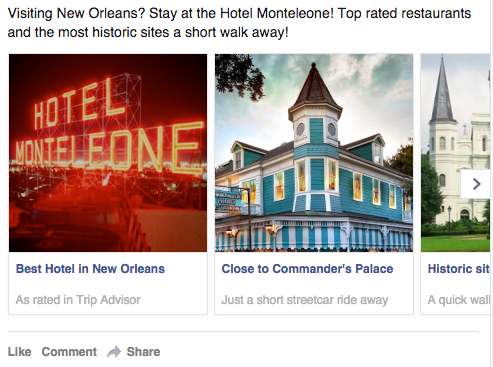 Visiting New Orleans? Stay at the Hotel Monteleone! Top rated restaurants
and the most historic sites a short walk away!
HOTEL
MONTELEONE
Best Hotel in New Orleans
Close to Commander's Palace
Historic sit
As rated in Trip Advisor
Just a short streetcar ride away
A quick wal
Like Comment Share